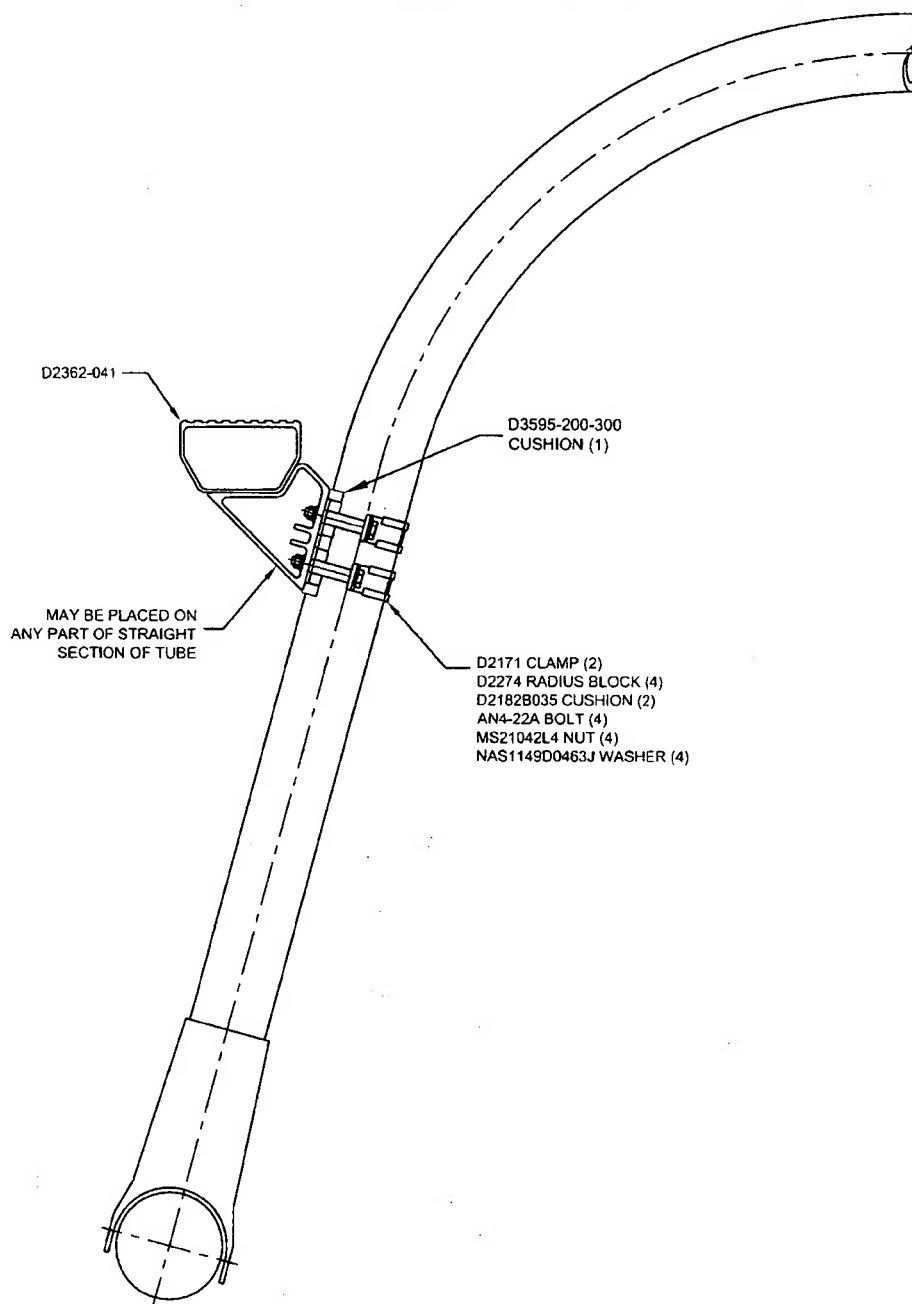 D2362-041
D3595-200-300
CUSHION (1)
MAY BE PLACED ON
ANY PART OF STRAIGHT
SECTION OF TUBE
D2171 CLAMP (2)
D2274 RADIUS BLOCK (4)
D2182B035 CUSHION (2)
AN4-22A BOLT (4)
MS21042L4 NUT (4)
NAS1149D0463J WASHER (4)